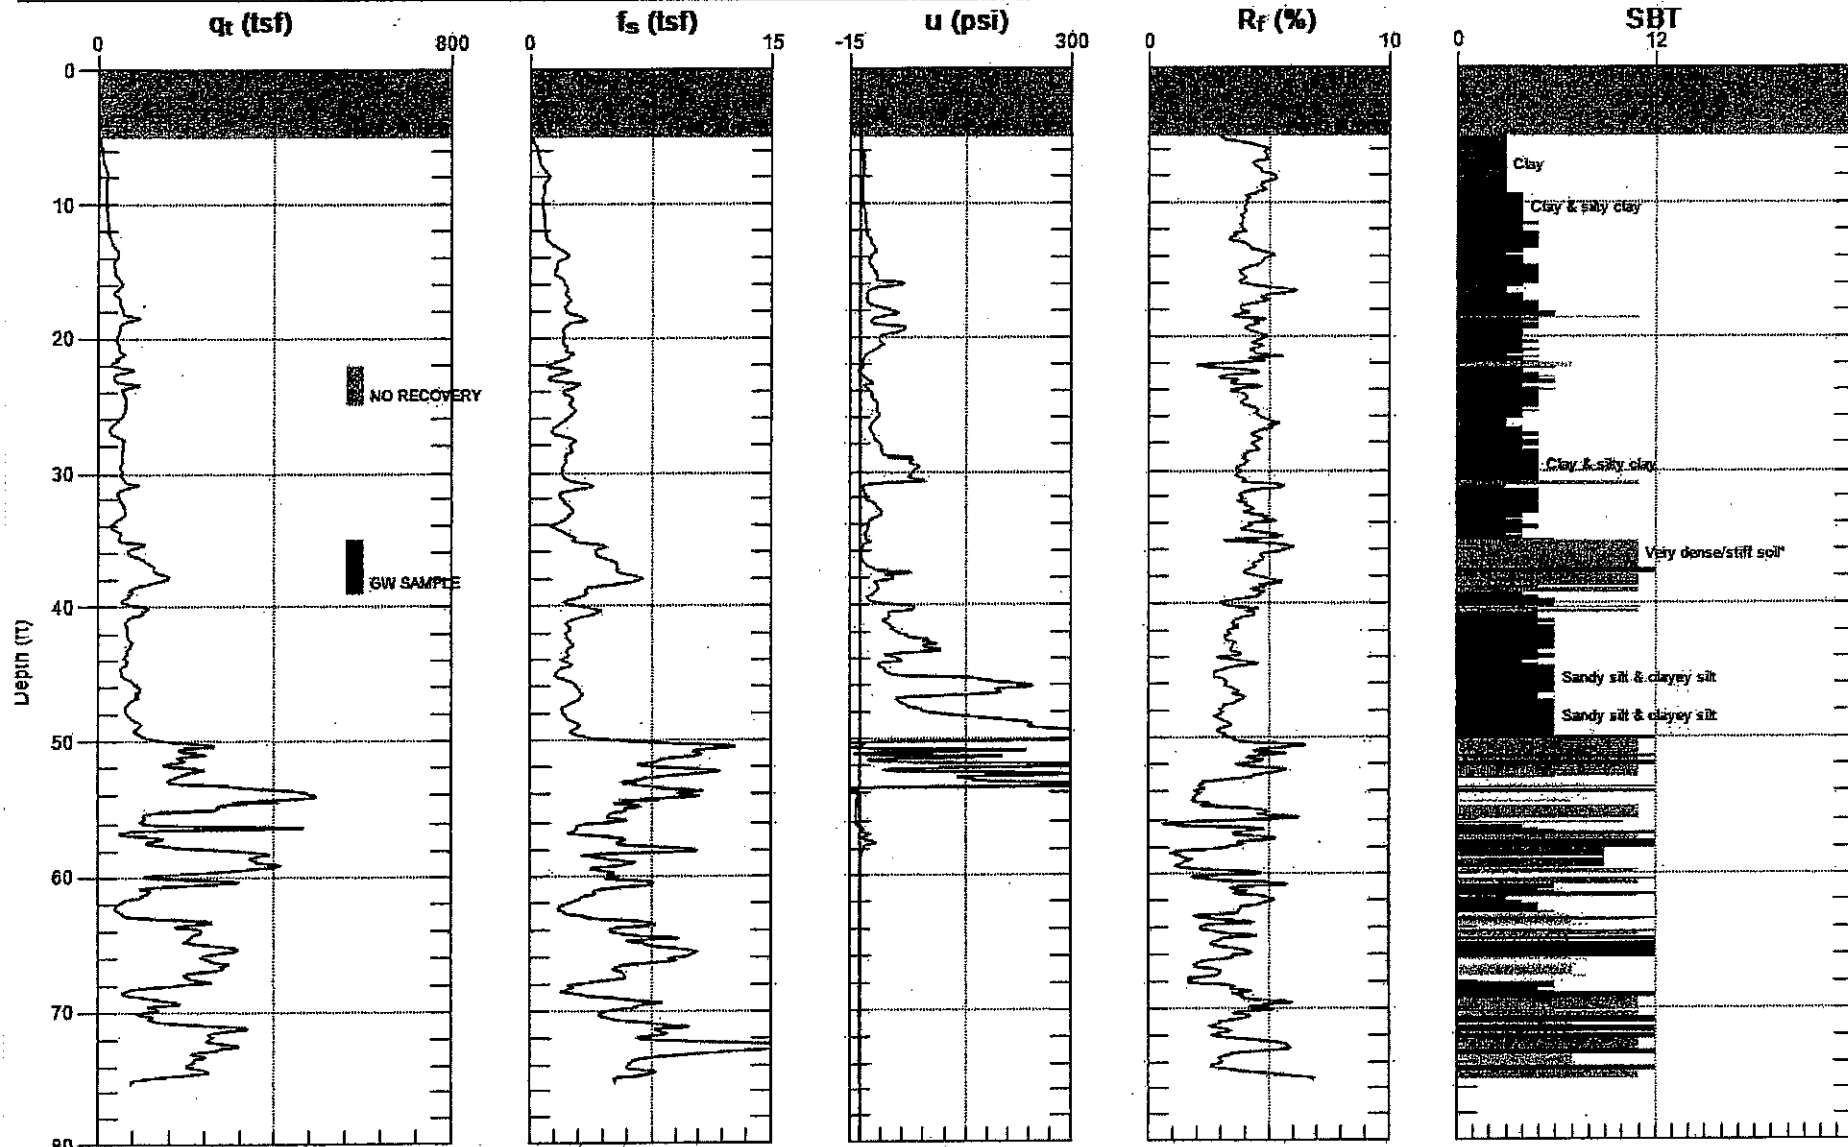 qt (tsf)
fs (tsf)
u (psi)
Rf (%)
SBT
0 800
0 15
-15 300
0 10
0 12
0
Clay
10
Clay & silty clay
20
NO RECOVERY
30
Clay & silty clay
Very dense/stiff soil*
GW SAMPLE
40
Depth (ft)
Sandy silt & clayey silt
Sandy silt & clayey silt
50
60
70
80